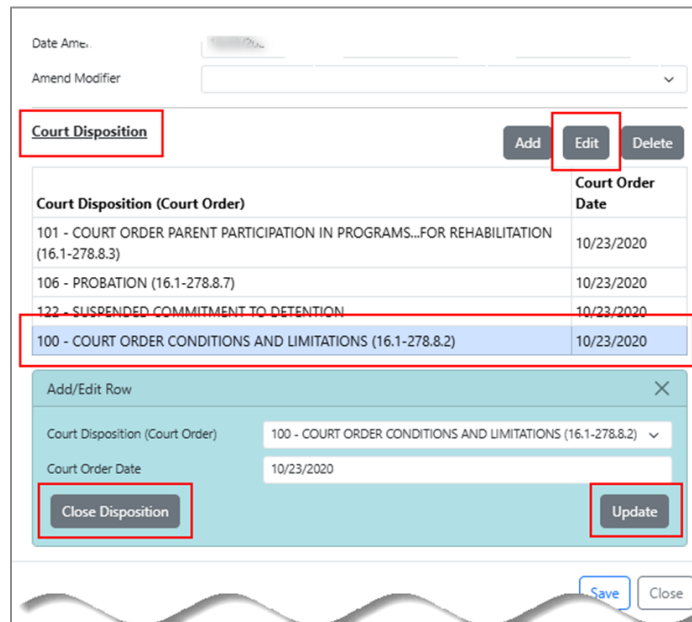 Date Ame
Amend Modifier
Court Disposition
Add Edit Delete
Court Disposition (Court Order) Court Order Date
101 - COURT ORDER PARENT PARTICIPATION IN PROGRAMS...FOR REHABILITATION
(16.1-278.8.3) 10/23/2020
106 - PROBATION (16.1-278.8.7) 10/23/2020
122 - SUSPENDED COMMITMENT TO DETENTION 10/23/2020
100 - COURT ORDER CONDITIONS AND LIMITATIONS (16.1-278.8.2) 10/23/2020
Add/Edit Row
Court Disposition (Court Order) 100 - COURT ORDER CONDITIONS AND LIMITATIONS (16.1-278.8.2)
Court Order Date 10/23/2020
Close Disposition Update
Save Close